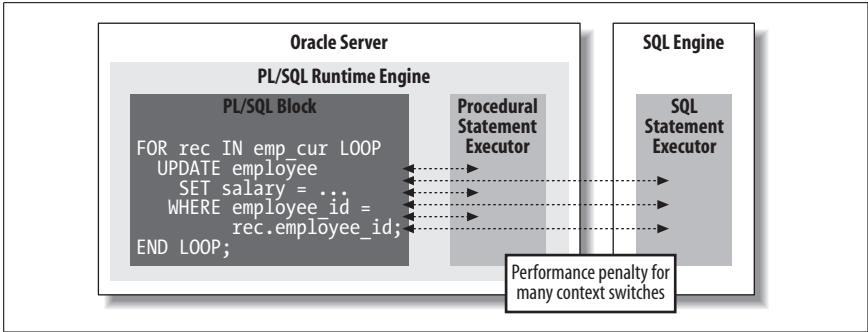 Oracle Server
SQL Engine
PL/SQL Runtime Engine
PL/SQL Block
Procedural
Statement
Executor
SQL
Statement
Executor
FOR rec IN emp_cur LOOP
UPDATE employee
SET salary = ...
WHERE employee_id =
rec.employee_id;
END LOOP;
Performance penalty for
many context switches